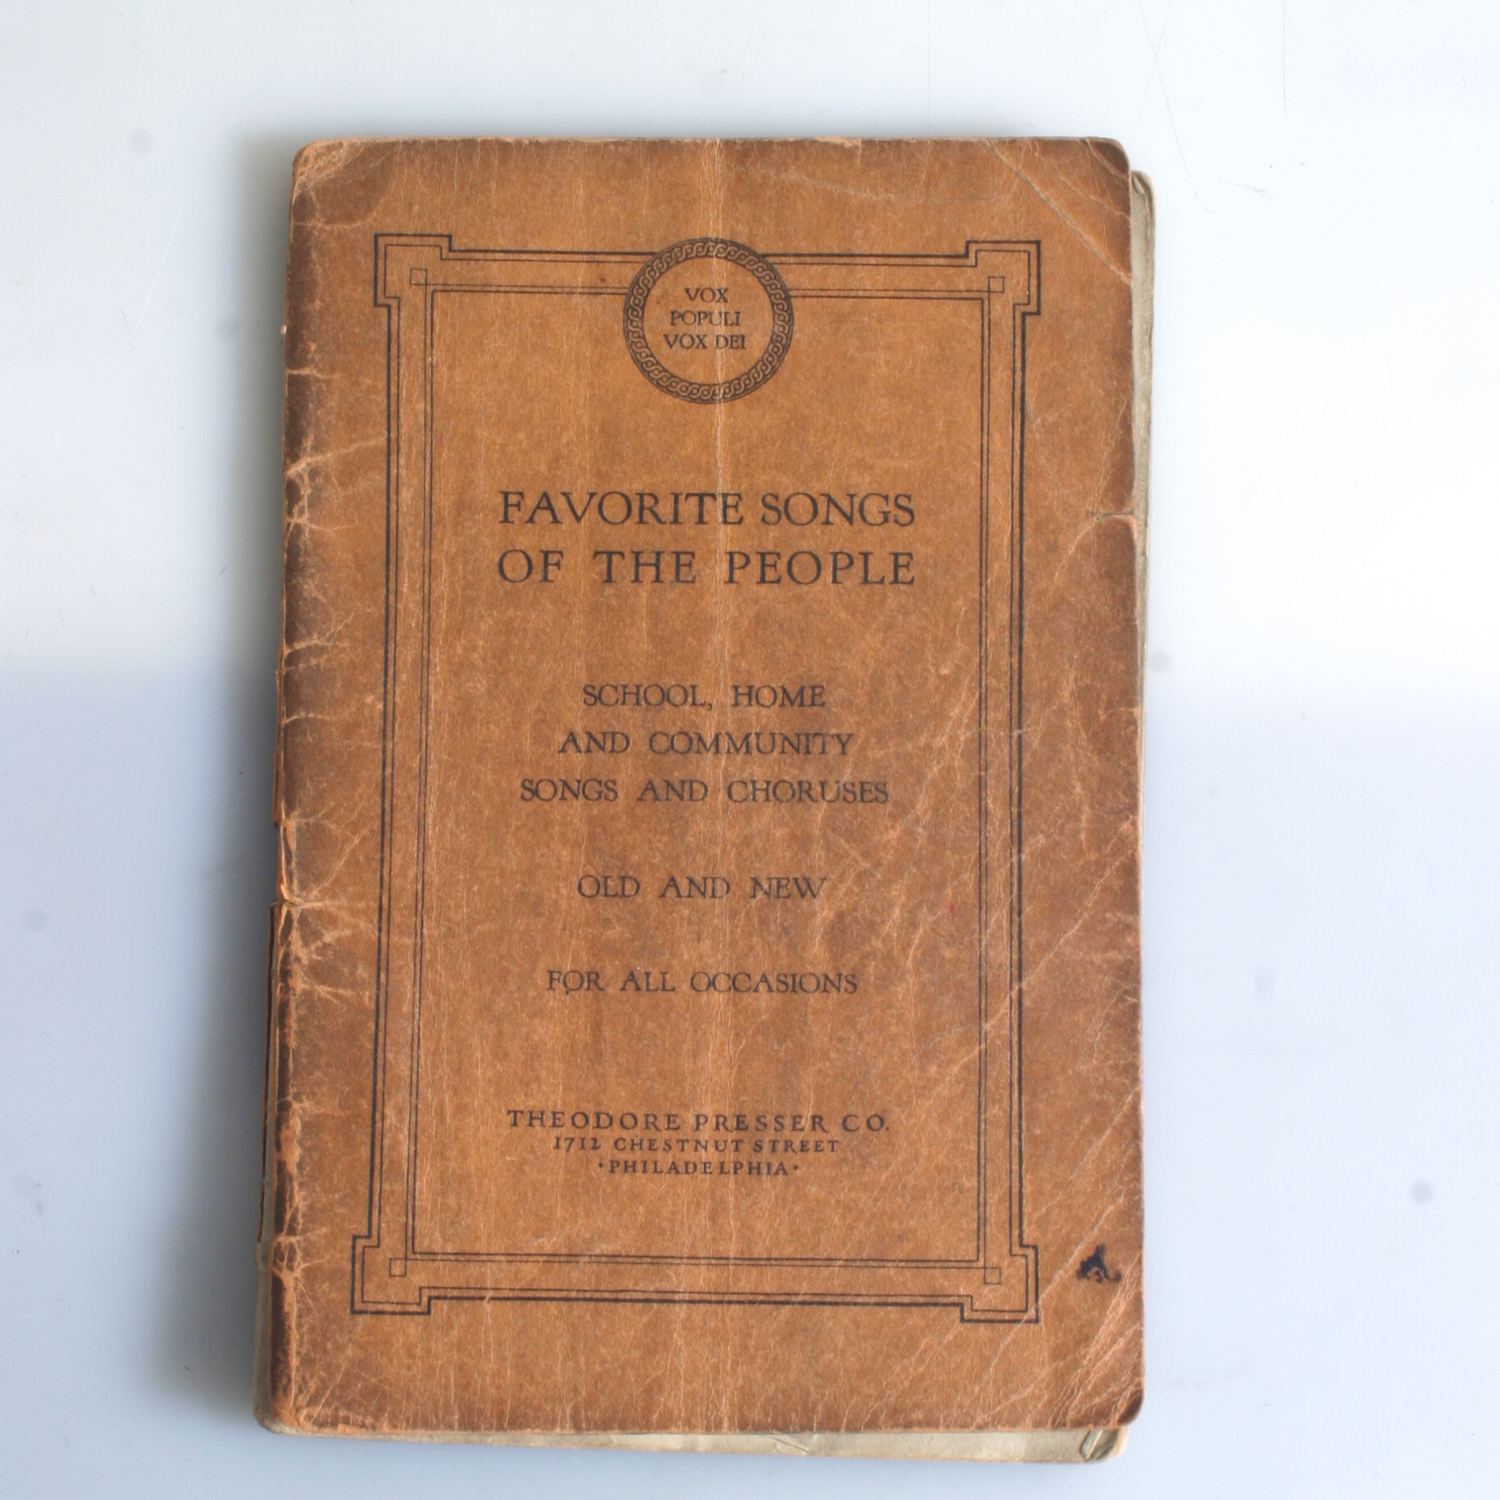 VOX
POPULI
VOX DEI
FAVORITE SONGS
OF THE PEOPLE
SCHOOL, HOME
AND COMMUNITY
SONGS AND CHORUSES
OLD AND NEW
FOR ALL OCCASIONS
THEODORE PRESSER CO.
1712 CHESTNUT STREET
·PHILADELPHIA·